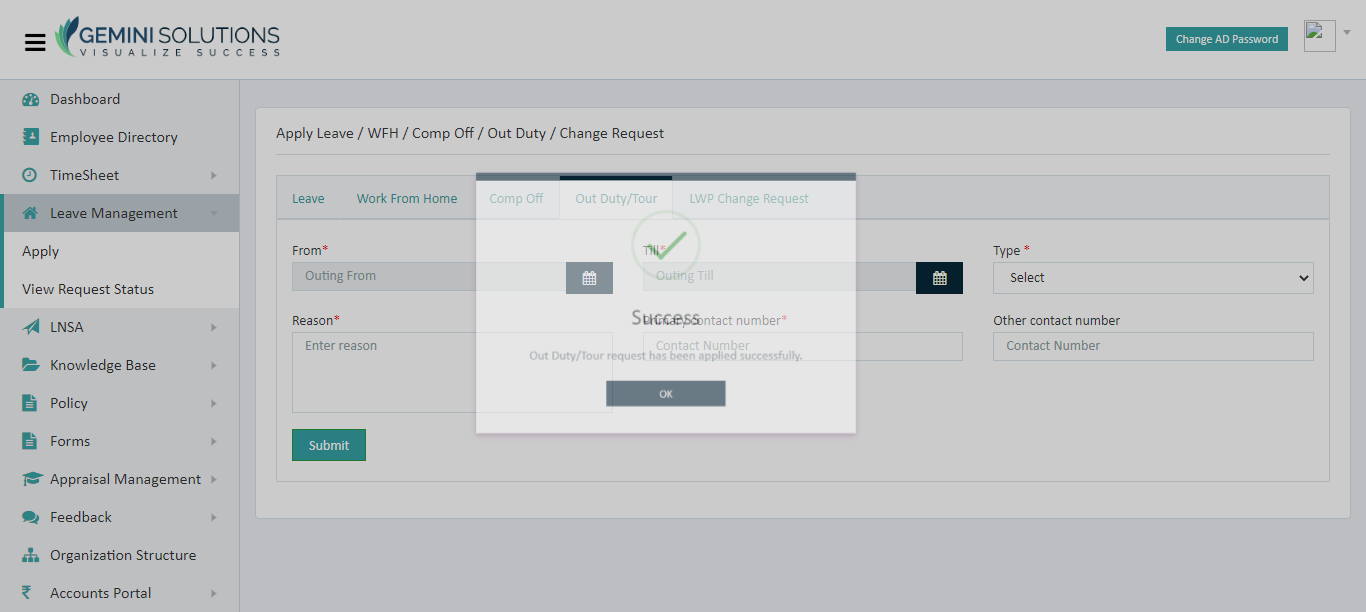 GEMINI SOLUTIONS
VISUALIZE SUCCESS
Change AD Password
Dashboard
Employee Directory
TimeSheet
Leave Management
Apply
View Request Status
LNSA
Knowledge Base
Policy
Forms
Appraisal Management
Feedback
Organization Structure
₹ Accounts Portal
Apply Leave / WFH / Comp Off / Out Duty / Change Request
Leave Work From Home Comp Off Out Duty/Tour LWP Change Request
From* Till* Type *
Outing From Outing Till Select
Reason* Primary contact number* Other contact number
Enter reason Contact Number Contact Number
Submit
Success
Out Duty/Tour request has been applied successfully.
OK